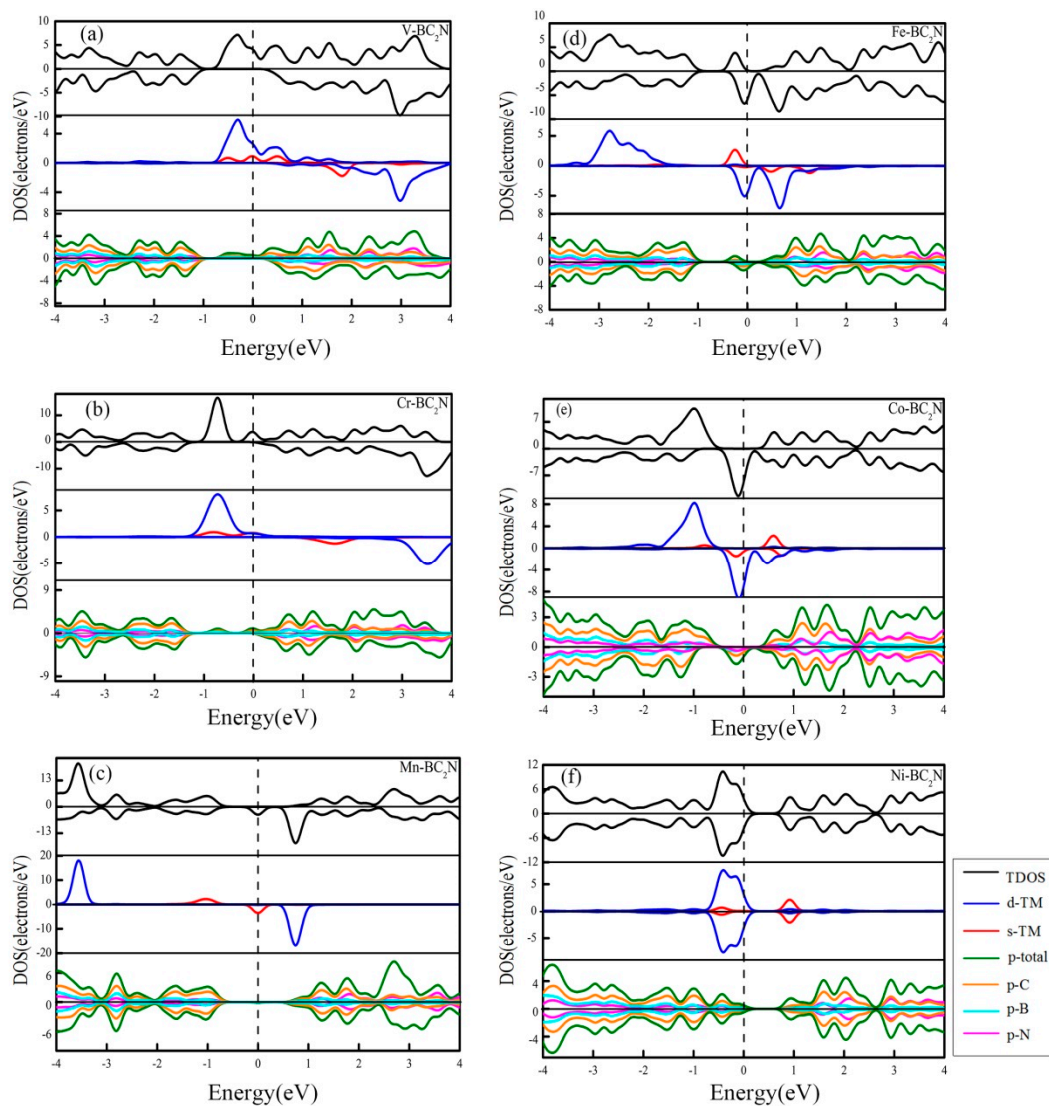 (a)
V-BC2N
10
5
0
-5
-10
4
0
-4
8
4
0
-4
-8
DOS(electrons/eV)
-4 -3 -2 -1 0 1 2 3 4
Energy(eV)
(d)
Fe-BC2N
10
5
0
-5
-10
5
0
-5
8
4
0
-4
-8
DOS(electrons/eV)
-4 -3 -2 -1 0 1 2 3 4
Energy(eV)
(b)
Cr-BC2N
10
0
-10
5
0
-5
9
0
-9
DOS(electrons/eV)
-4 -3 -2 -1 0 1 2 3 4
Energy(eV)
(e)
Co-BC2N
7
0
-7
8
4
0
-4
-8
3
0
-3
DOS(electrons/eV)
-4 -3 -2 -1 0 1 2 3 4
Energy(eV)
(c)
Mn-BC2N
13
0
-13
20
10
0
-10
-20
6
0
-6
DOS(electrons/eV)
-4 -3 -2 -1 0 1 2 3 4
Energy(eV)
(f)
Ni-BC2N
12
6
0
-6
-12
5
0
-5
4
0
-4
DOS(electrons/eV)
-4 -3 -2 -1 0 1 2 3 4
Energy(eV)
TDOS
d-TM
s-TM
p-total
p-C
p-B
p-N